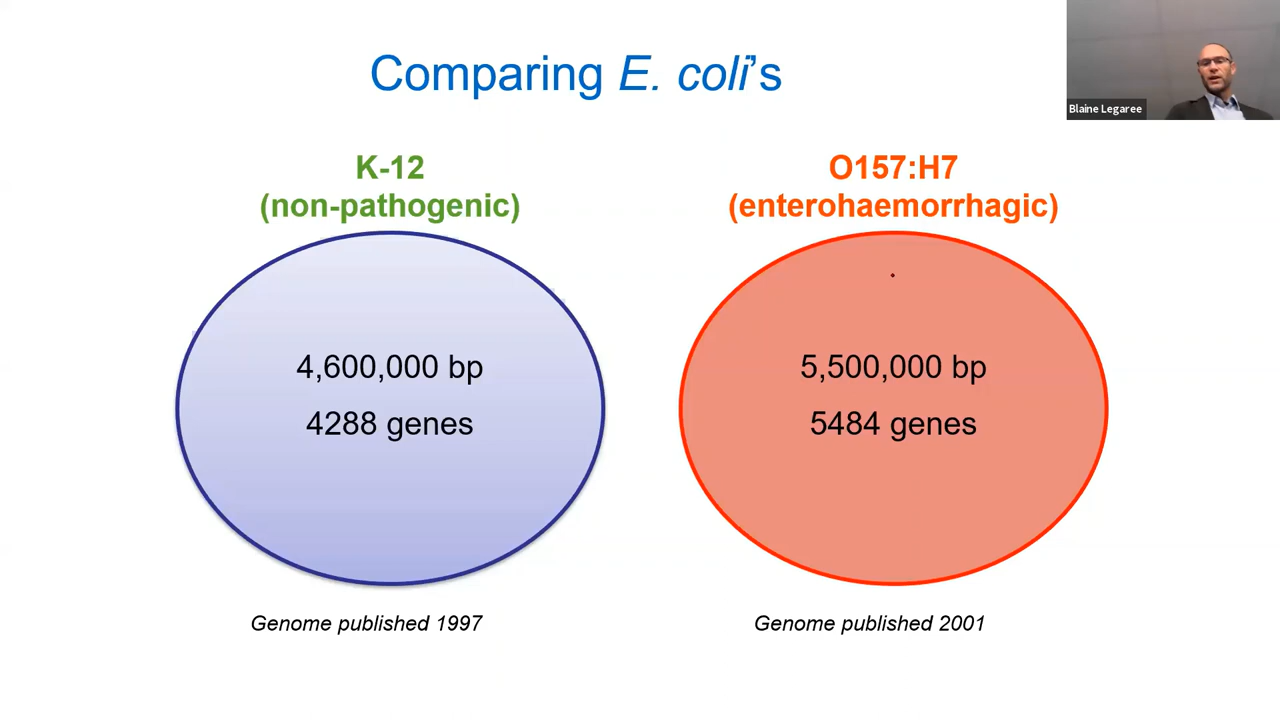 Comparing E. coli's
Blaine Legaree
K-12
(non-pathogenic)
O157:H7
(enterohaemorrhagic)
4,600,000 bp
4288 genes
5,500,000 bp
5484 genes
Genome published 1997
Genome published 2001